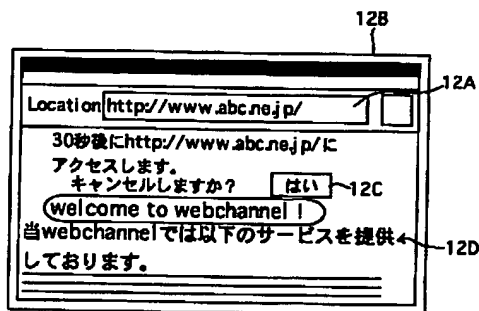 12B
12A
Location http://www.abc.ne.jp/
30秒後にhttp://www.abc.ne.jp/に
アクセスします。
キャンセルしますか? はい 12C
welcome to webchannel !
当webchannelでは以下のサービスを提供 12D
しております。